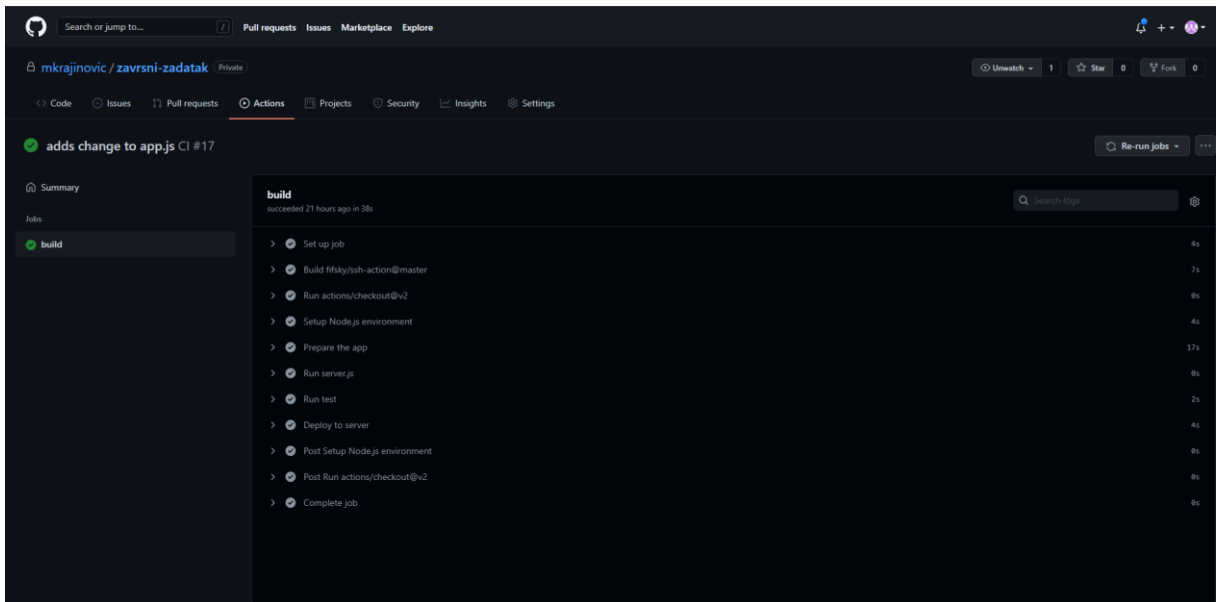 Search or jump to... / Pull requests Issues Marketplace Explore
mkrajinovic / zavrsni-zadatak Private Unwatch 1 Star 0 Fork 0
Code Issues Pull requests Actions Projects Security Insights Settings
adds change to app.js CI #17 Re-run jobs ...
Summary
build
succeeded 21 hours ago in 38s
Search logs
Jobs
build
Set up job 4s
Build fifsky/ssh-action@master 7s
Run actions/checkout@v2 0s
Setup Node.js environment 4s
Prepare the app 17s
Run server.js 0s
Run test 2s
Deploy to server 4s
Post Setup Node.js environment 0s
Post Run actions/checkout@v2 0s
Complete job 0s